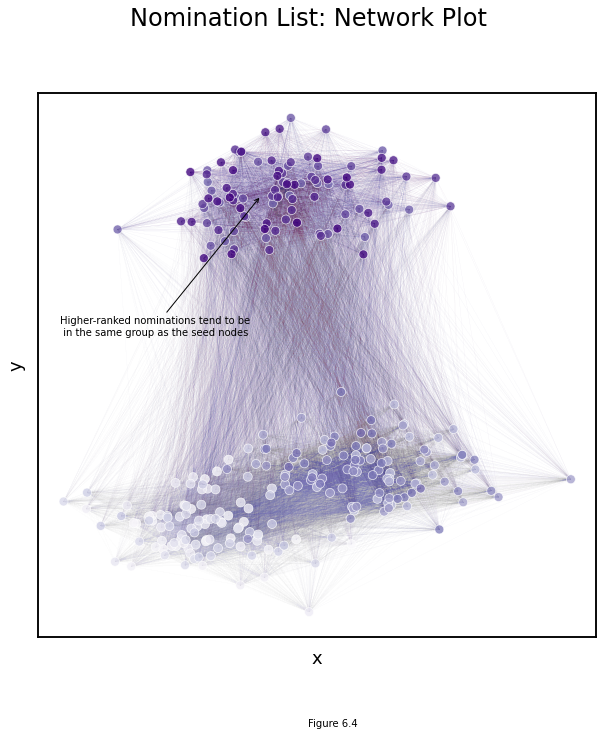 Nomination List: Network Plot
Higher-ranked nominations tend to be
in the same group as the seed nodes
y
x
Figure 6.4